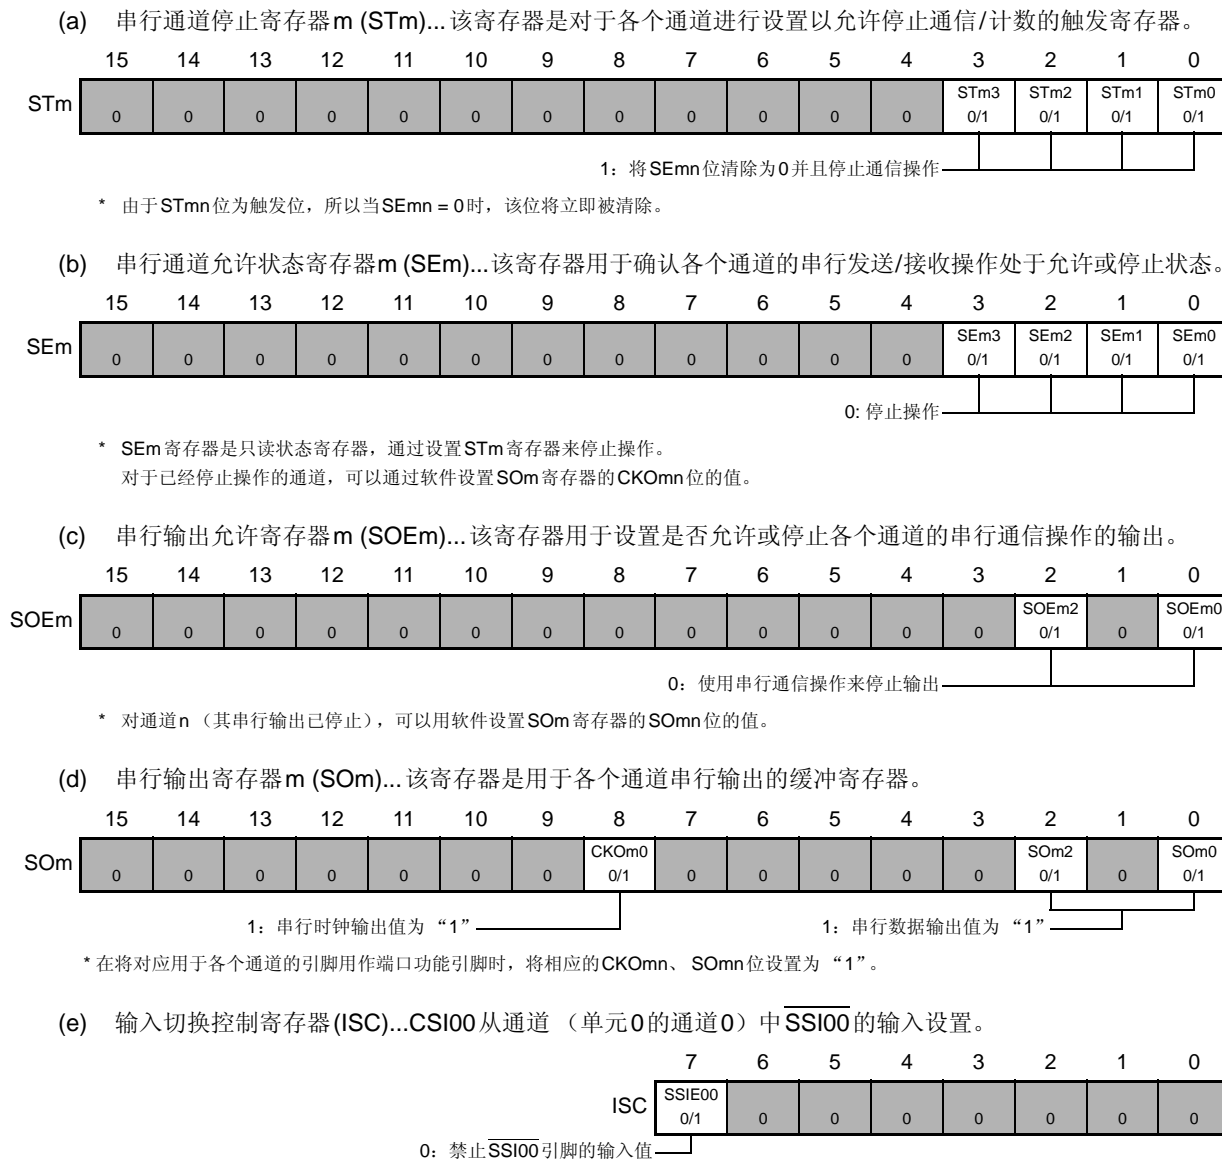 (a) 串行通道停止寄存器m (STm)... 该寄存器是对于各个通道进行设置以允许停止通信/计数的触发寄存器。
15 14 13 12 11 10 9 8 7 6 5 4 3 2 1 0
STm3 STm2 STm1 STm0
STm 0 0 0 0 0 0 0 0 0 0 0 0 0/1 0/1 0/1 0/1
1：将SEmn位清除为0并且停止通信操作
* 由于STmn位为触发位，所以当SEmn = 0时，该位将立即被清除。
(b) 串行通道允许状态寄存器m (SEm)...该寄存器用于确认各个通道的串行发送/接收操作处于允许或停止状态。
15 14 13 12 11 10 9 8 7 6 5 4 3 2 1 0
SEm3 SEm2 SEm1 SEm0
SEm 0 0 0 0 0 0 0 0 0 0 0 0 0/1 0/1 0/1 0/1
0: 停止操作
* SEm寄存器是只读状态寄存器，通过设置STm寄存器来停止操作。
对于已经停止操作的通道，可以通过软件设置SOm寄存器的CKOmn位的值。
(c) 串行输出允许寄存器m (SOEm)... 该寄存器用于设置是否允许或停止各个通道的串行通信操作的输出。
15 14 13 12 11 10 9 8 7 6 5 4 3 2 1 0
SOEm2 SOEm0
SOEm 0 0 0 0 0 0 0 0 0 0 0 0 0 0/1 0 0/1
0：使用串行通信操作来停止输出
* 对通道n （其串行输出已停止），可以用软件设置SOm寄存器的SOmn位的值。
(d) 串行输出寄存器m (SOm)... 该寄存器是用于各个通道串行输出的缓冲寄存器。
15 14 13 12 11 10 9 8 7 6 5 4 3 2 1 0
CKOm0 SOm2 SOm0
SOm 0 0 0 0 0 0 0 0/1 0 0 0 0 0 0/1 0 0/1
1：串行时钟输出值为 “1” 1：串行数据输出值为 “1”
* 在将对应用于各个通道的引脚用作端口功能引脚时，将相应的CKOmn、 SOmn位设置为 “1”。
(e) 输入切换控制寄存器(ISC)...CSI00从通道 （单元0的通道0）中SSI00的输入设置。
7 6 5 4 3 2 1 0
SSIE00
ISC 0/1 0 0 0 0 0 0 0
0：禁止SSI00引脚的输入值